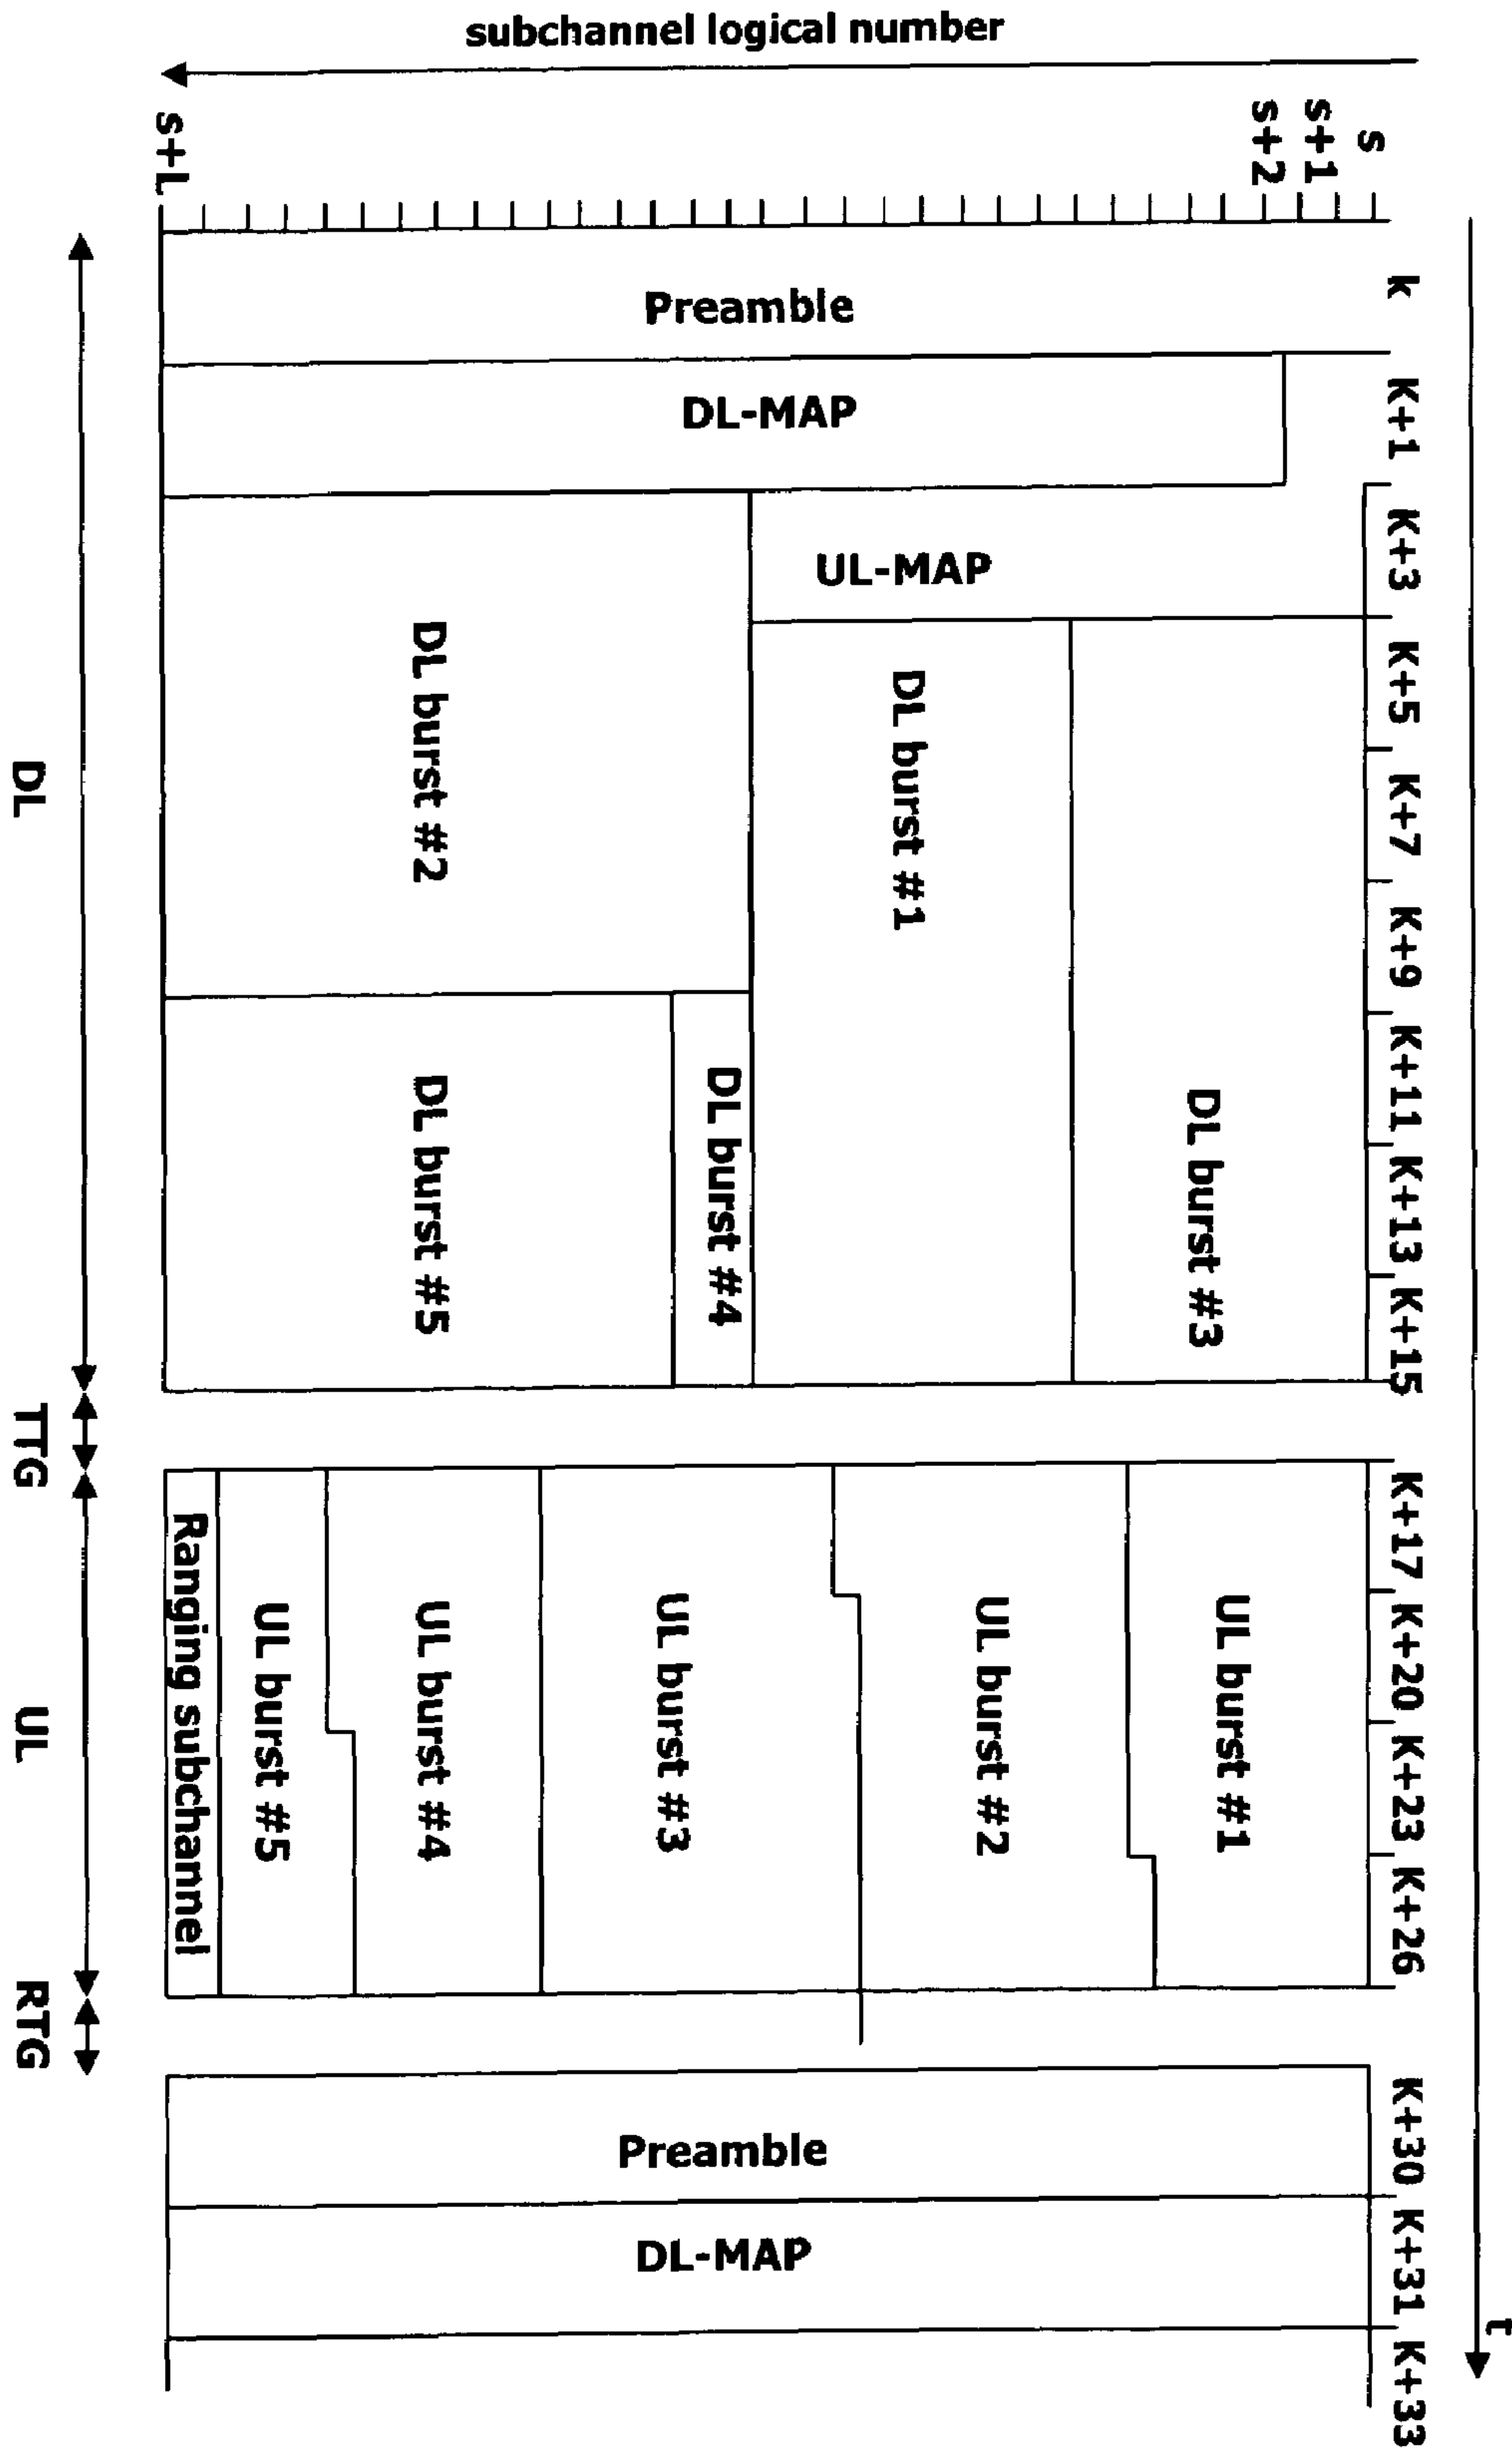 t
k K+1 K+3 K+5 K+7 K+9 K+11 K+13 K+15 K+17 K+20 K+23 K+26 K+30 K+31 K+33
subchannel logical number
s
s+1
s+2
s+L
Preamble
DL-MAP
UL-MAP
DL burst #3
DL burst #1
DL burst #2
DL burst #4
DL burst #5
UL burst #1
UL burst #2
UL burst #3
UL burst #4
UL burst #5
Ranging subchannel
Preamble
DL-MAP
DL
TTG
UL
RTG